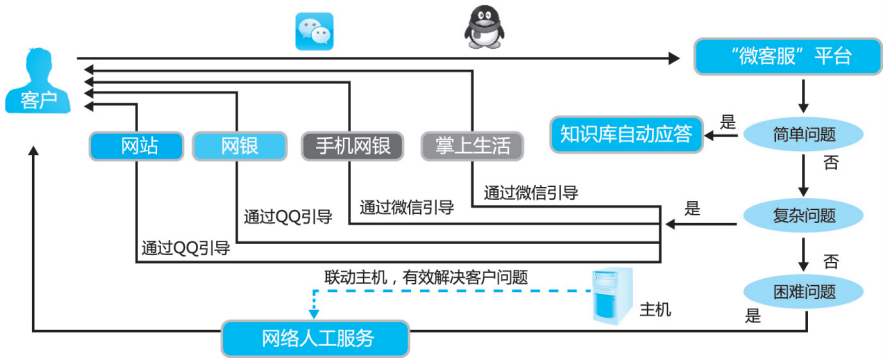 “微客服”平台
客户
网站
网银
手机网银
掌上生活
知识库自动应答
是
简单问题
否
通过微信引导
通过微信引导
通过QQ引导
通过QQ引导
是
复杂问题
否
联动主机，有效解决客户问题
主机
困难问题
是
网络人工服务